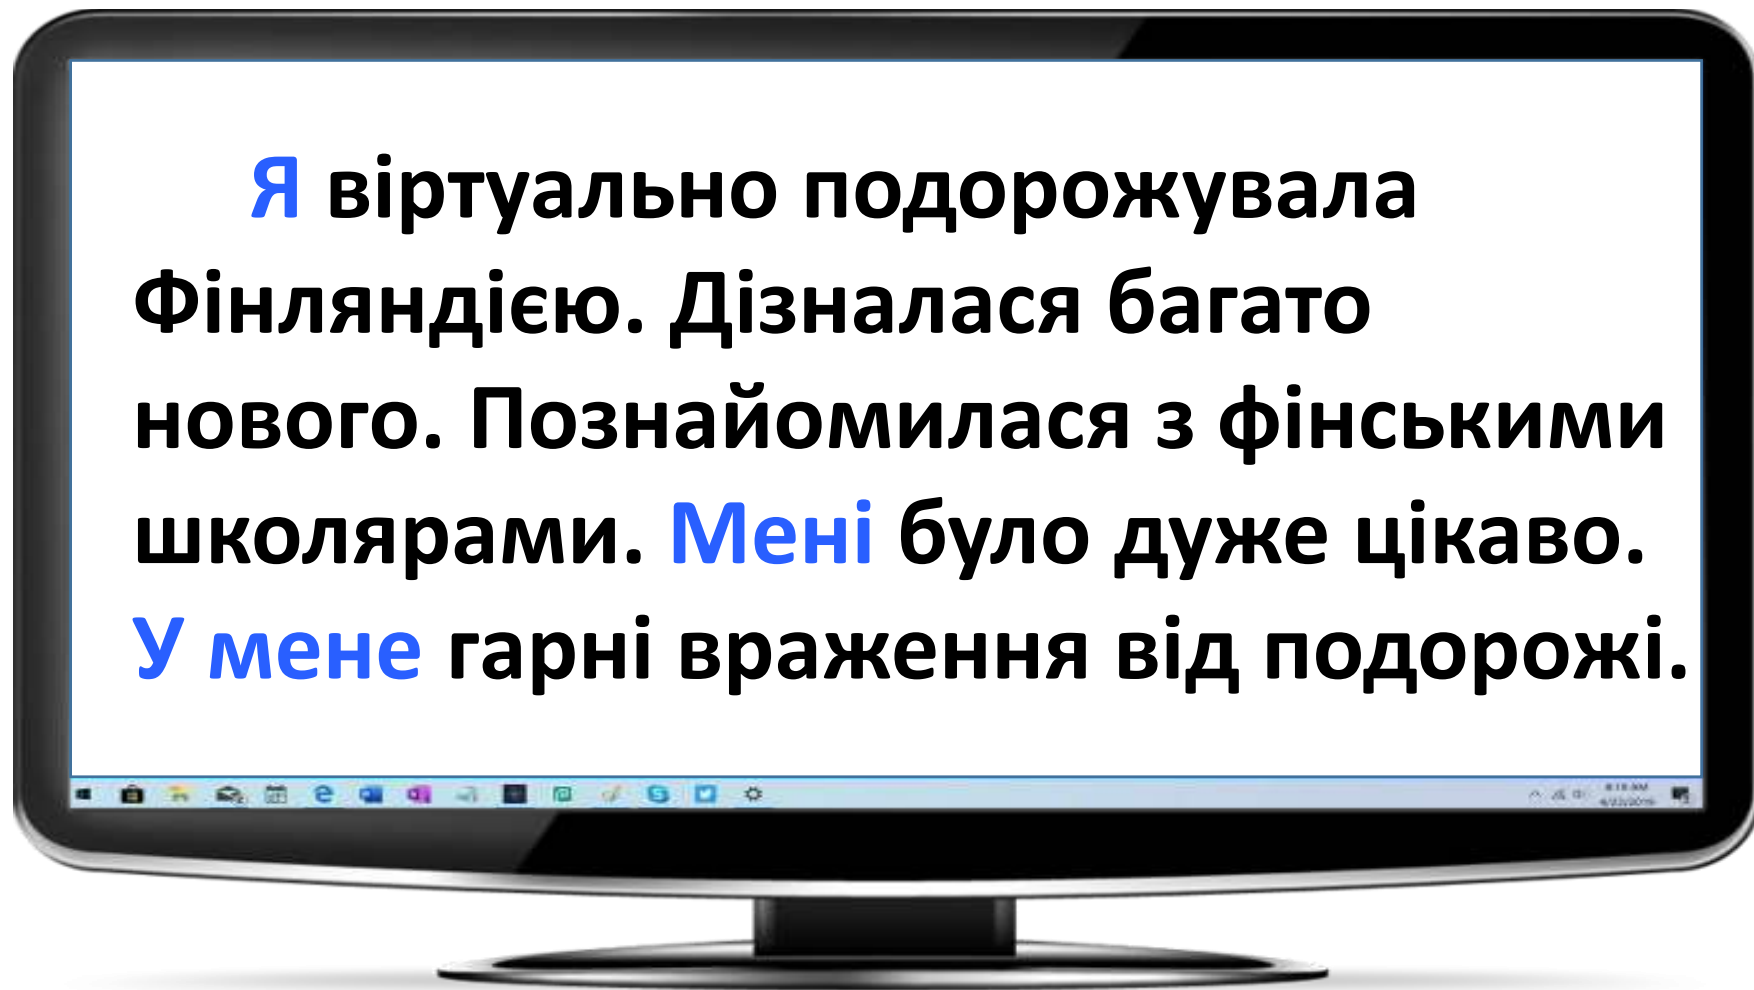 Я віртуально подорожувала
Фінляндією. Дізналася багато
нового. Познайомилася з фінськими
школярами. Мені було дуже цікаво.
У мене гарні враження від подорожі.